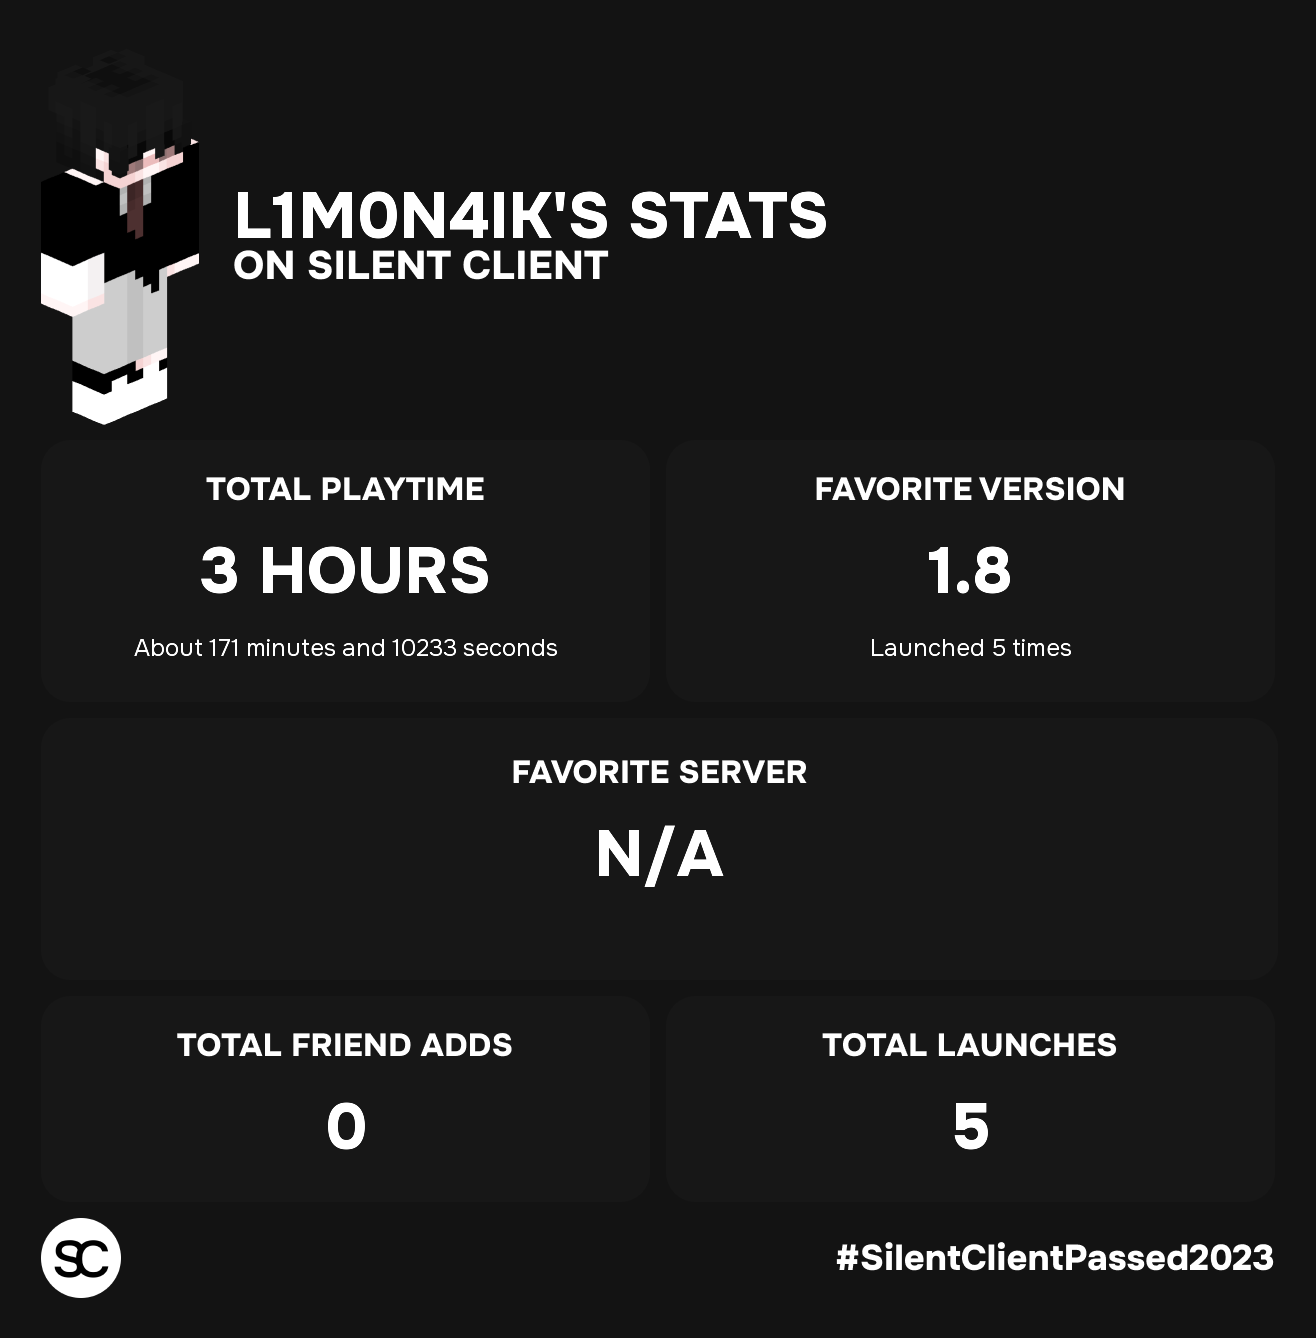 L1M0N4IK'S STATS
ON SILENT CLIENT
TOTAL PLAYTIME
3 HOURS
About 171 minutes and 10233 seconds
FAVORITE VERSION
1.8
Launched 5 times
FAVORITE SERVER
N/A
TOTAL FRIEND ADDS
0
TOTAL LAUNCHES
5
SC
#SilentClientPassed2023